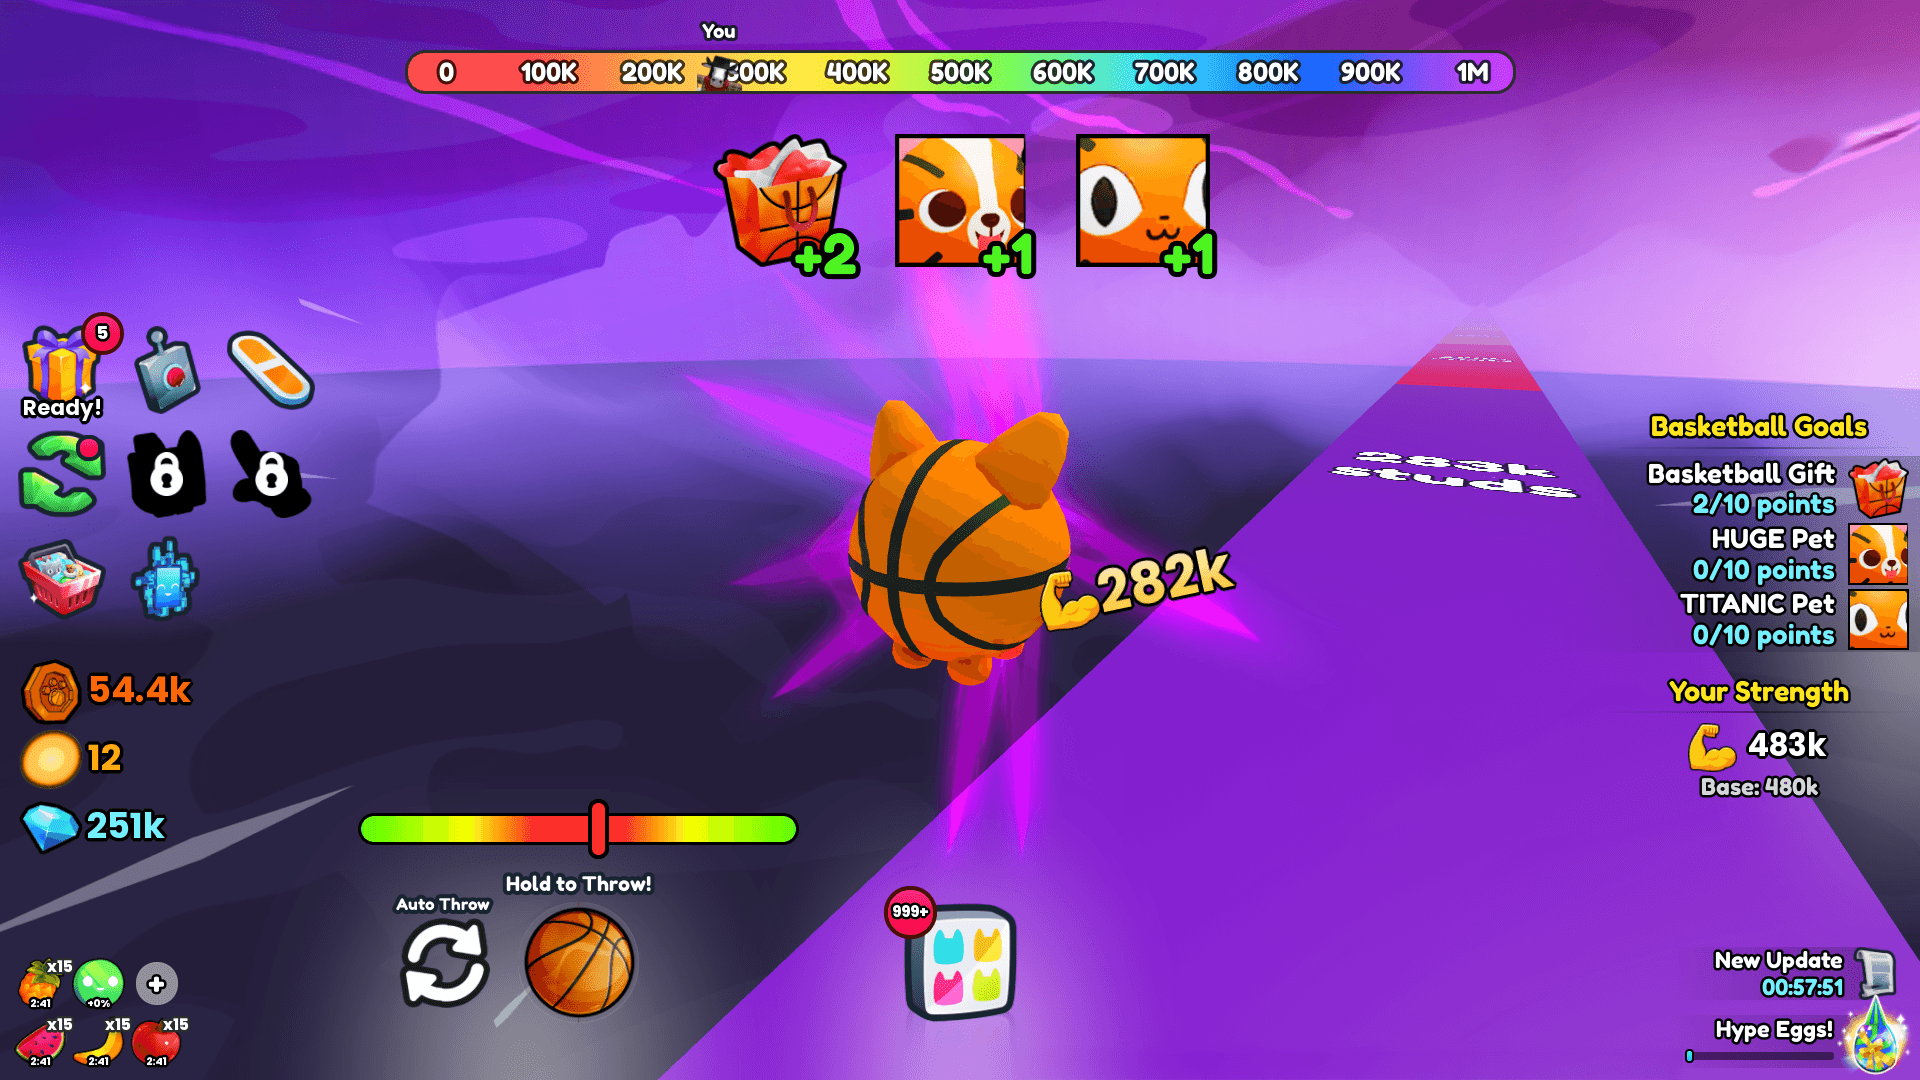 You
0 100K 200K 300K 400K 500K 600K 700K 800K 900K 1M
+2 +1 +1
5
Ready!
54.4k
12
251k
x15
2:41
+0%
x15
2:41
x15
2:41
x15
2:41
Auto Throw
Hold to Throw!
999+
282k
283k
studs
Basketball Goals
Basketball Gift
2/10 points
HUGE Pet
0/10 points
TITANIC Pet
0/10 points
Your Strength
483k
Base: 480k
New Update
00:57:51
Hype Eggs!